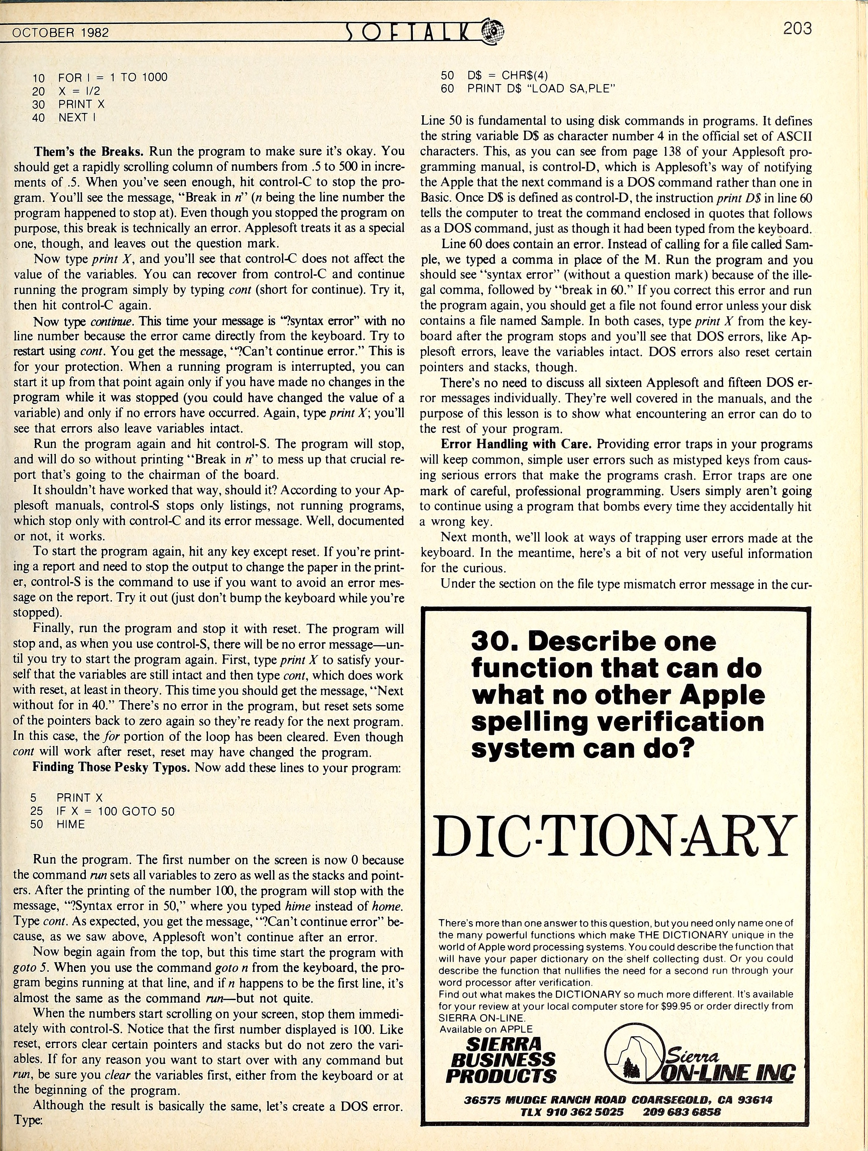 OCTOBER 1982
SOFTALK
203
10 FOR I = 1 TO 1000
20 X = I/2
30 PRINT X
40 NEXT I
Them's the Breaks. Run the program to make sure it's okay. You
should get a rapidly scrolling column of numbers from .5 to 500 in incre-
ments of .5. When you've seen enough, hit control-C to stop the pro-
gram. You'll see the message, "Break in n" (n being the line number the
program happened to stop at). Even though you stopped the program on
purpose, this break is technically an error. Applesoft treats it as a special
one, though, and leaves out the question mark.
Now type print X, and you'll see that control-C does not affect the
value of the variables. You can recover from control-C and continue
running the program simply by typing cont (short for continue). Try it,
then hit control-C again.
Now type continue. This time your message is "?syntax error" with no
line number because the error came directly from the keyboard. Try to
restart using cont. You get the message, "?Can't continue error." This is
for your protection. When a running program is interrupted, you can
start it up from that point again only if you have made no changes in the
program while it was stopped (you could have changed the value of a
variable) and only if no errors have occurred. Again, type print X; you'll
see that errors also leave variables intact.
Run the program again and hit control-S. The program will stop,
and will do so without printing "Break in n" to mess up that crucial re-
port that's going to the chairman of the board.
It shouldn't have worked that way, should it? According to your Ap-
plesoft manuals, control-S stops only listings, not running programs,
which stop only with control-C and its error message. Well, documented
or not, it works.
To start the program again, hit any key except reset. If you're print-
ing a report and need to stop the output to change the paper in the print-
er, control-S is the command to use if you want to avoid an error mes-
sage on the report. Try it out (just don't bump the keyboard while you're
stopped).
Finally, run the program and stop it with reset. The program will
stop and, as when you use control-S, there will be no error message—un-
til you try to start the program again. First, type print X to satisfy your-
self that the variables are still intact and then type cont, which does work
with reset, at least in theory. This time you should get the message, "Next
without for in 40." There's no error in the program, but reset sets some
of the pointers back to zero again so they're ready for the next program.
In this case, the for portion of the loop has been cleared. Even though
cont will work after reset, reset may have changed the program.
Finding Those Pesky Typos. Now add these lines to your program:
5 PRINT X
25 IF X = 100 GOTO 50
50 HIME
Run the program. The first number on the screen is now 0 because
the command run sets all variables to zero as well as the stacks and point-
ers. After the printing of the number 100, the program will stop with the
message, "?Syntax error in 50," where you typed hime instead of home.
Type cont. As expected, you get the message, "?Can't continue error" be-
cause, as we saw above, Applesoft won't continue after an error.
Now begin again from the top, but this time start the program with
goto 5. When you use the command goto n from the keyboard, the pro-
gram begins running at that line, and if n happens to be the first line, it's
almost the same as the command run—but not quite.
When the numbers start scrolling on your screen, stop them immedi-
ately with control-S. Notice that the first number displayed is 100. Like
reset, errors clear certain pointers and stacks but do not zero the vari-
ables. If for any reason you want to start over with any command but
run, be sure you clear the variables first, either from the keyboard or at
the beginning of the program.
Although the result is basically the same, let's create a DOS error.
Type:
50 D$ = CHR$(4)
60 PRINT D$ "LOAD SA,PLE"
Line 50 is fundamental to using disk commands in programs. It defines
the string variable D$ as character number 4 in the official set of ASCII
characters. This, as you can see from page 138 of your Applesoft pro-
gramming manual, is control-D, which is Applesoft's way of notifying
the Apple that the next command is a DOS command rather than one in
Basic. Once D$ is defined as control-D, the instruction print D$ in line 60
tells the computer to treat the command enclosed in quotes that follows
as a DOS command, just as though it had been typed from the keyboard.
Line 60 does contain an error. Instead of calling for a file called Sam-
ple, we typed a comma in place of the M. Run the program and you
should see "syntax error" (without a question mark) because of the ille-
gal comma, followed by "break in 60." If you correct this error and run
the program again, you should get a file not found error unless your disk
contains a file named Sample. In both cases, type print X from the key-
board after the program stops and you'll see that DOS errors, like Ap-
plesoft errors, leave the variables intact. DOS errors also reset certain
pointers and stacks, though.
There's no need to discuss all sixteen Applesoft and fifteen DOS er-
ror messages individually. They're well covered in the manuals, and the
purpose of this lesson is to show what encountering an error can do to
the rest of your program.
Error Handling with Care. Providing error traps in your programs
will keep common, simple user errors such as mistyped keys from caus-
ing serious errors that make the programs crash. Error traps are one
mark of careful, professional programming. Users simply aren't going
to continue using a program that bombs every time they accidentally hit
a wrong key.
Next month, we'll look at ways of trapping user errors made at the
keyboard. In the meantime, here's a bit of not very useful information
for the curious.
Under the section on the file type mismatch error message in the cur-
30. Describe one
function that can do
what no other Apple
spelling verification
system can do?
DIC·TION·ARY
There's more than one answer to this question, but you need only name one of
the many powerful functions which make THE DICTIONARY unique in the
world of Apple word processing systems. You could describe the function that
will have your paper dictionary on the shelf collecting dust. Or you could
describe the function that nullifies the need for a second run through your
word processor after verification.
Find out what makes the DICTIONARY so much more different. It's available
for your review at your local computer store for $99.95 or order directly from
SIERRA ON-LINE.
Available on APPLE
SIERRA
BUSINESS
PRODUCTS
Sierra
ON-LINE INC
36575 MUDGE RANCH ROAD COARSEGOLD, CA 93614
TLX 910 362 5025 209 683 6858